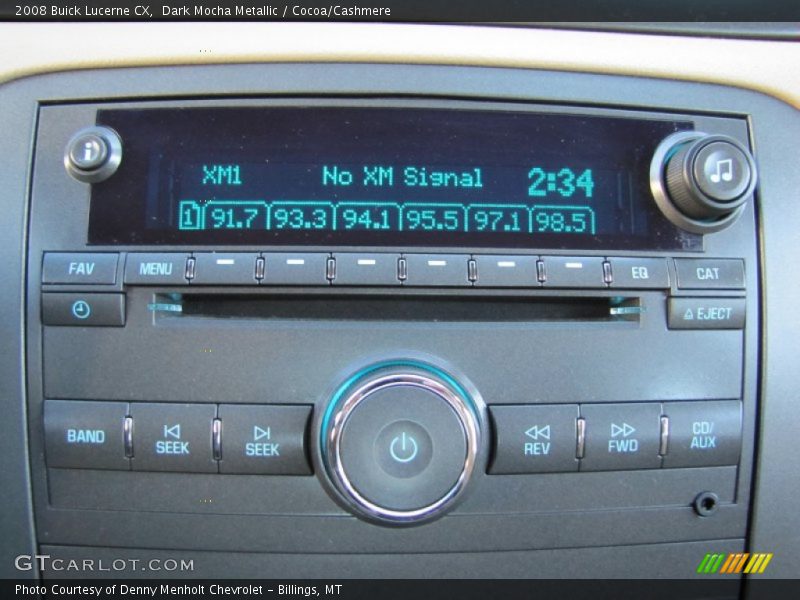 2008 Buick Lucerne CX,  Dark Mocha Metallic / Cocoa/Cashmere
i
XM1 No XM Signal 2:34
1 91.7 93.3 94.1 95.5 97.1 98.5
FAV MENU EQ CAT
EJECT
BAND SEEK SEEK REV FWD CD/AUX
GTCARLOT.COM
Photo Courtesy of Denny Menholt Chevrolet – Billings, MT